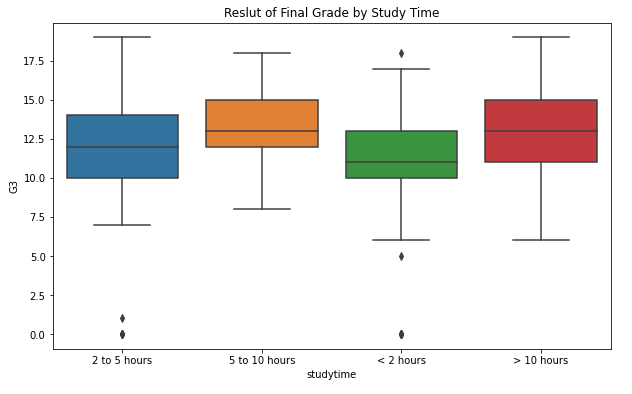 Reslut of Final Grade by Study Time
G3
17.5
15.0
12.5
10.0
7.5
5.0
2.5
0.0
2 to 5 hours
5 to 10 hours
< 2 hours
> 10 hours
studytime